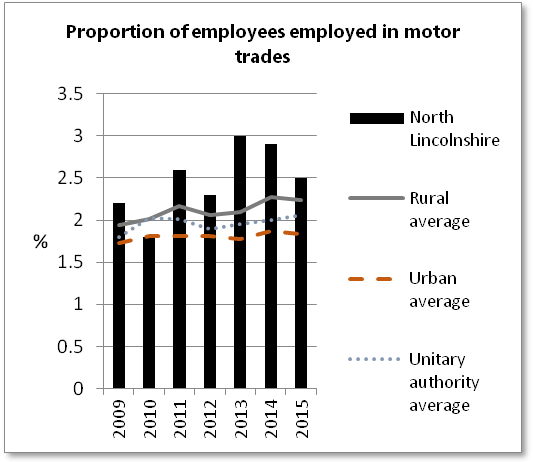 Proportion of employees employed in motor
trades
3.5
3
2.5
2
1.5
1
0.5
0
%
2009
2010
2011
2012
2013
2014
2015
North
Lincolnshire
Rural
average
Urban
average
Unitary
authority
average